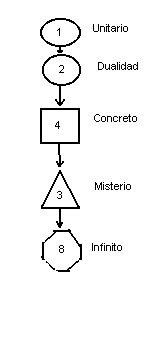 1 Unitario
2 Dualidad
4 Concreto
3 Misterio
8 Infinito